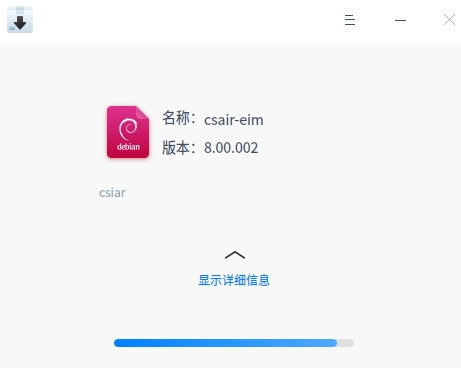 名称： csair-eim
debian
版本： 8.00.002
csiar
显示详细信息